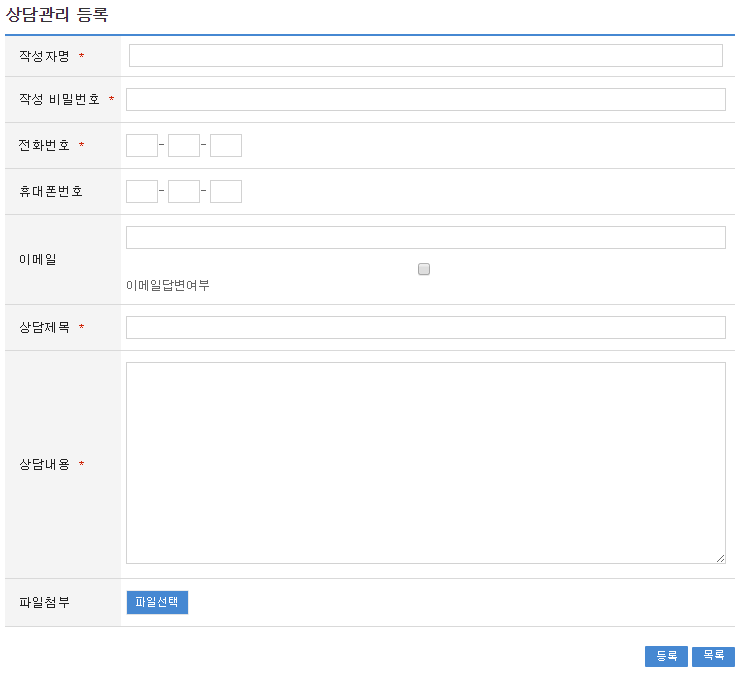 상담관리 등록
작성자명 *
작성 비밀번호 *
전화번호 * - -
휴대폰번호 - -
이메일
이메일답변여부
상담제목 *
상담내용 *
파일첨부 파일선택
등록 목록